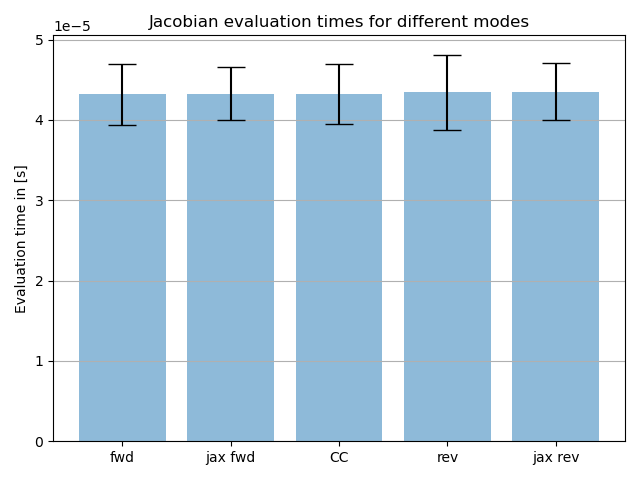 Jacobian evaluation times for different modes
1e−5
Evaluation time in [s]
5
4
3
2
1
0
fwd
jax fwd
CC
rev
jax rev